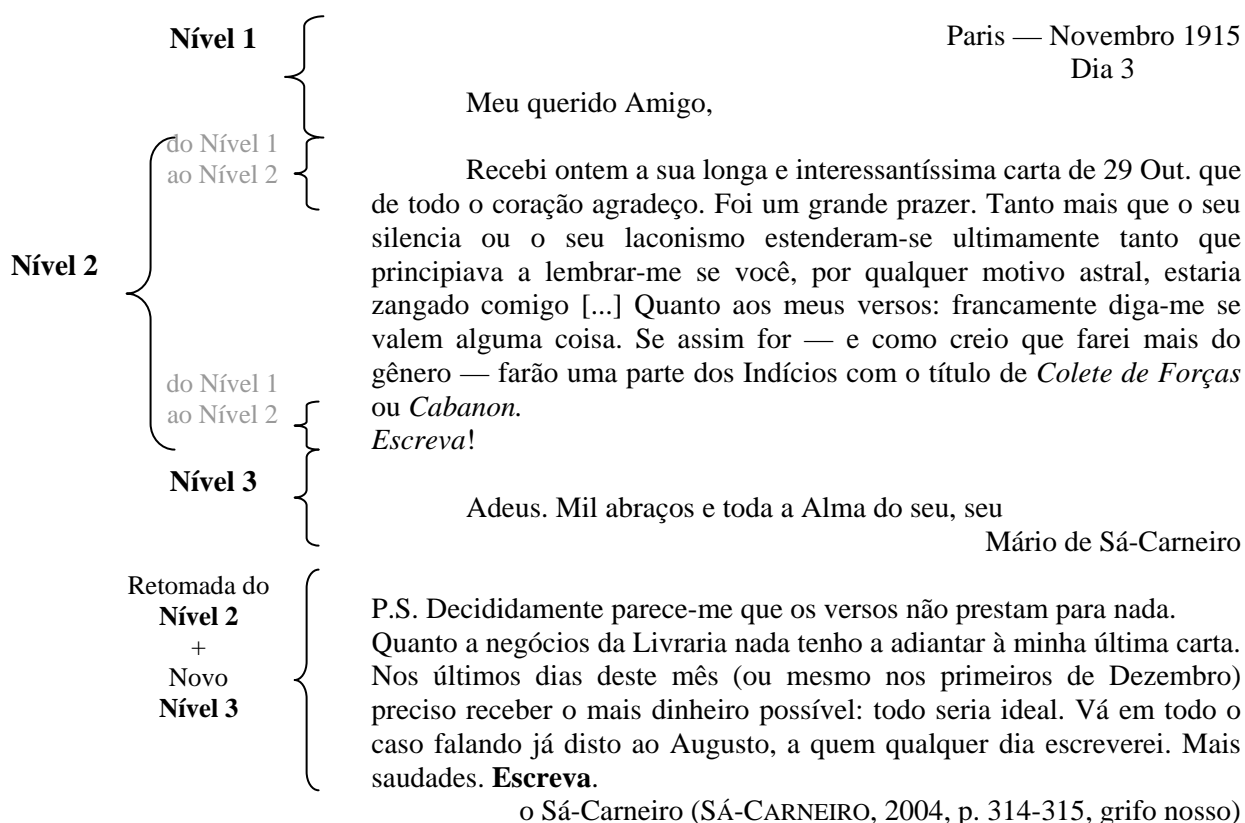 Nível 1
Paris — Novembro 1915
Dia 3
Meu querido Amigo,
do Nível 1
ao Nível 2
Recebi ontem a sua longa e interessantíssima carta de 29 Out. que
de todo o coração agradeço. Foi um grande prazer. Tanto mais que o seu
silencia ou o seu laconismo estenderam-se ultimamente tanto que
Nível 2
principiava a lembrar-me se você, por qualquer motivo astral, estaria
zangado comigo [...] Quanto aos meus versos: francamente diga-me se
valem alguma coisa. Se assim for — e como creio que farei mais do
gênero — farão uma parte dos Indícios com o título de Colete de Forças
ou Cabanon.
do Nível 1
ao Nível 2
Escreva!
Nível 3
Adeus. Mil abraços e toda a Alma do seu, seu
Mário de Sá-Carneiro
Retomada do
Nível 2
+
Novo
Nível 3
P.S. Decididamente parece-me que os versos não prestam para nada.
Quanto a negócios da Livraria nada tenho a adiantar à minha última carta.
Nos últimos dias deste mês (ou mesmo nos primeiros de Dezembro)
preciso receber o mais dinheiro possível: todo seria ideal. Vá em todo o
caso falando já disto ao Augusto, a quem qualquer dia escreverei. Mais
saudades. Escreva.
o Sá-Carneiro (SÁ-CARNEIRO, 2004, p. 314-315, grifo nosso)